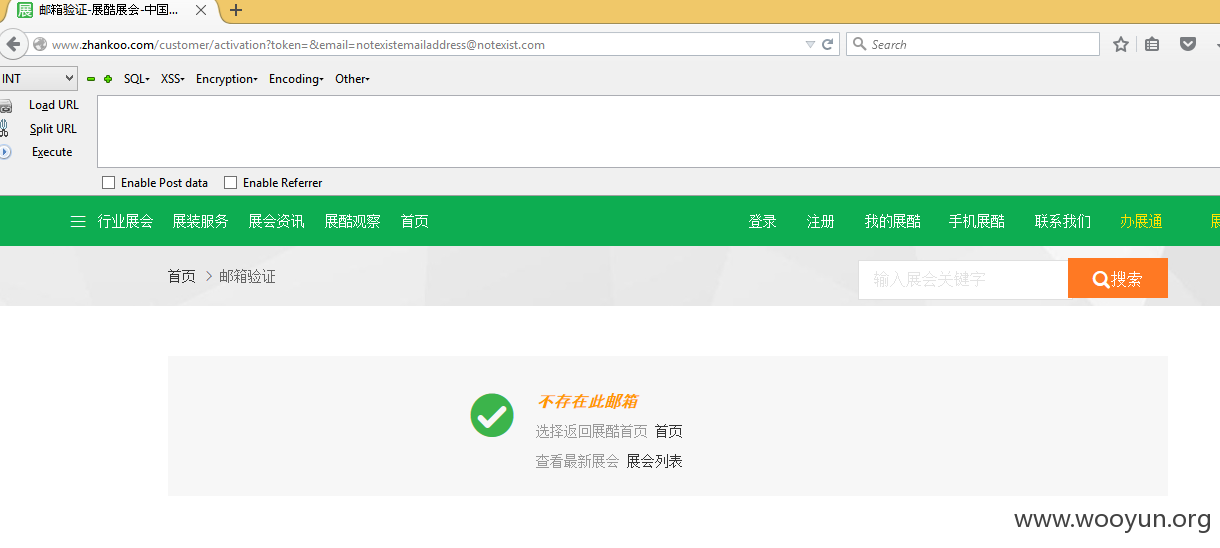 邮箱验证-展酷展会-中国...
www.zhankoo.com/customer/activation?token=&email=notexistemailaddress@notexist.com
Search
INT
SQL
XSS
Encryption
Encoding
Other
Load URL
Split URL
Execute
Enable Post data
Enable Referrer
行业展会
展装服务
展会资讯
展酷观察
首页
登录
注册
我的展酷
手机展酷
联系我们
办展通
首页 > 邮箱验证
输入展会关键字
搜索
不存在此邮箱
选择返回展酷首页 首页
查看最新展会 展会列表
www.wooyun.org